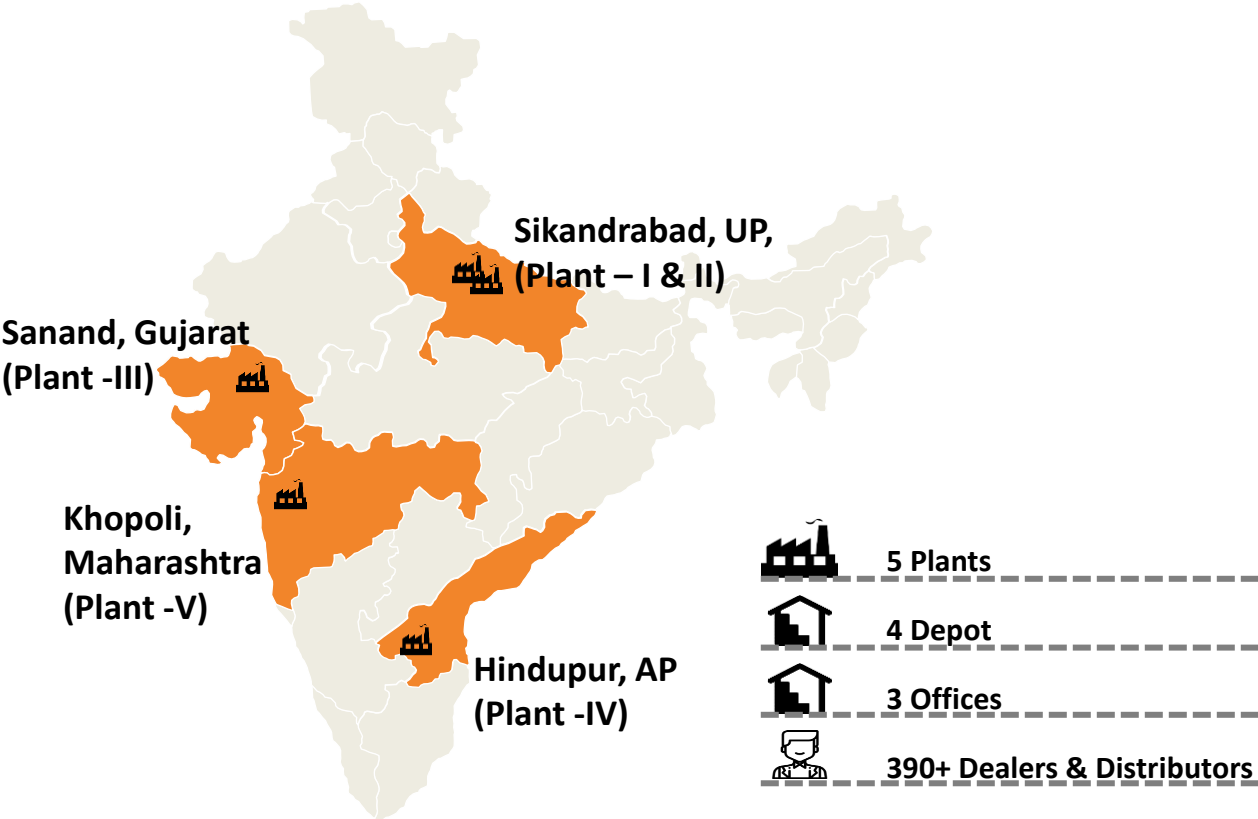 Sikandrabad, UP,
(Plant – I & II)
Sanand, Gujarat
(Plant -III)
Khopoli,
Maharashtra
(Plant -V)
Hindupur, AP
(Plant -IV)
5 Plants
4 Depot
3 Offices
390+ Dealers & Distributors